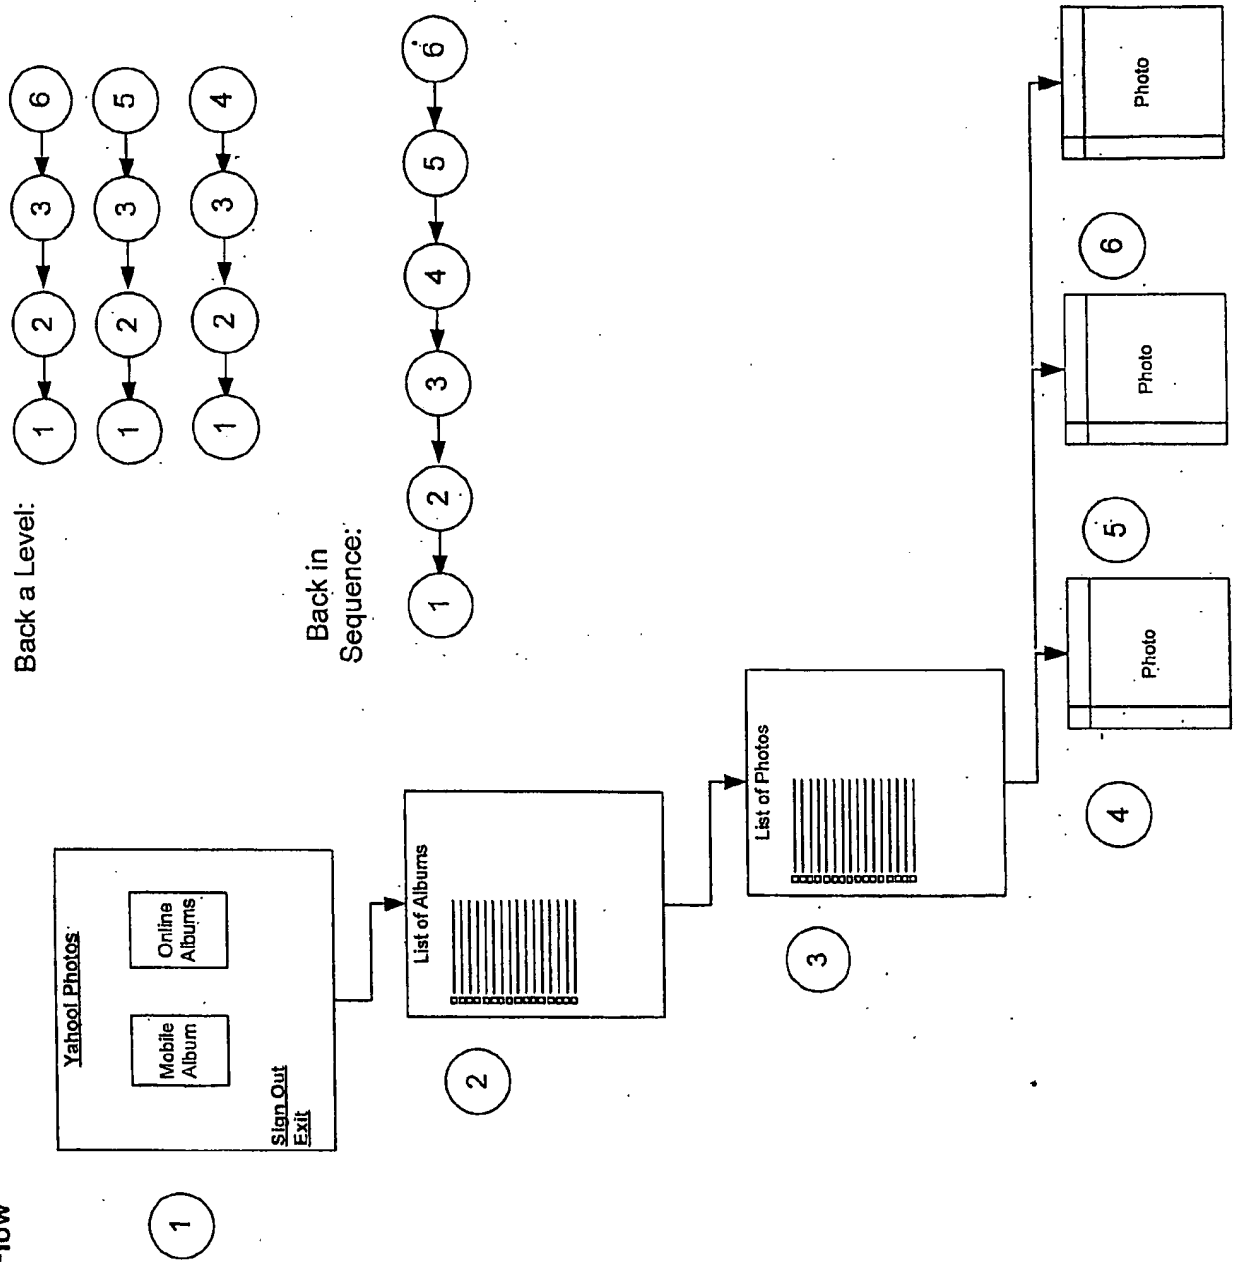 Yahoo! Photos
Mobile
Album
Online
Albums
Sign Out
Exit
1
Back a Level:
1 2 3 6
1 2 3 5
1 2 3 4
Back in
Sequence:
1 2 3 4 5 6
List of Albums
2
List of Photos
3
4
Photo
5
Photo
6
Photo